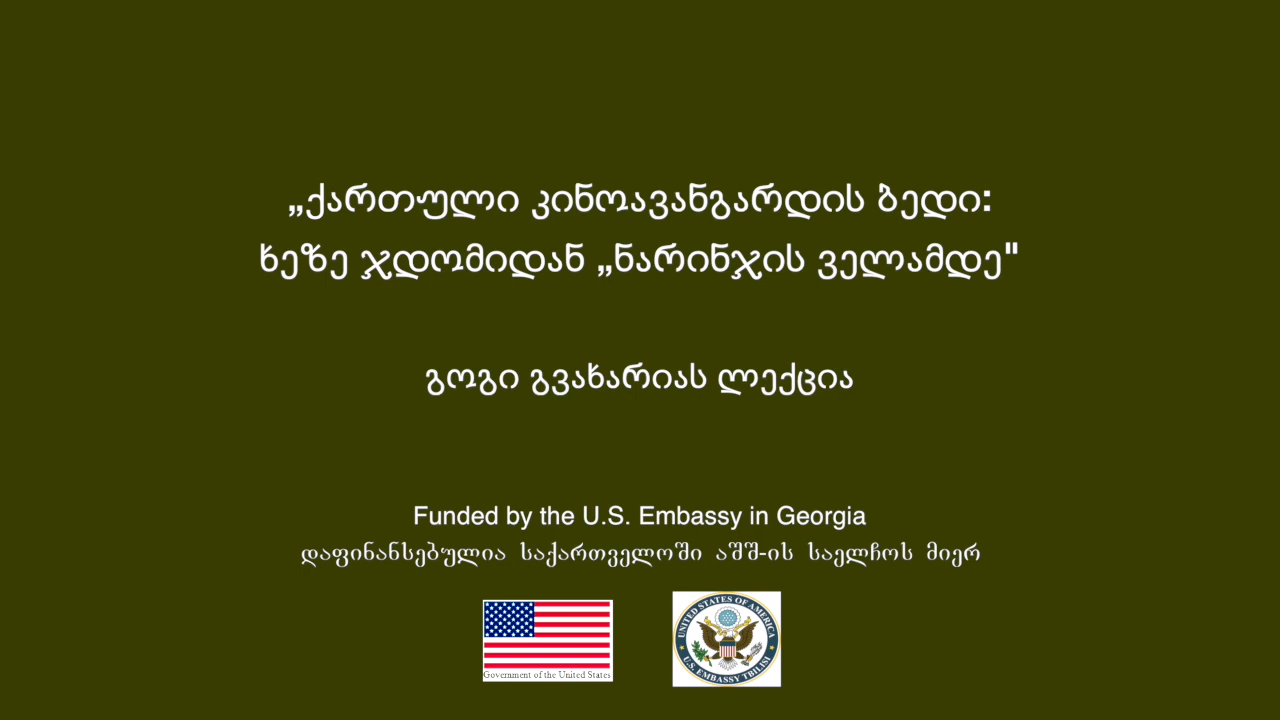 „ქართული კინოავანგარდის ბედი:
ხეზე ჯდომიდან „ნარინჯის ველამდე"
გოგი გვახარიას ლექცია
Funded by the U.S. Embassy in Georgia
დაფინანსებულია საქართველოში აშშ-ის საელჩოს მიერ
Government of the United States
UNITED STATES OF AMERICA
U.S. EMBASSY TBILISI